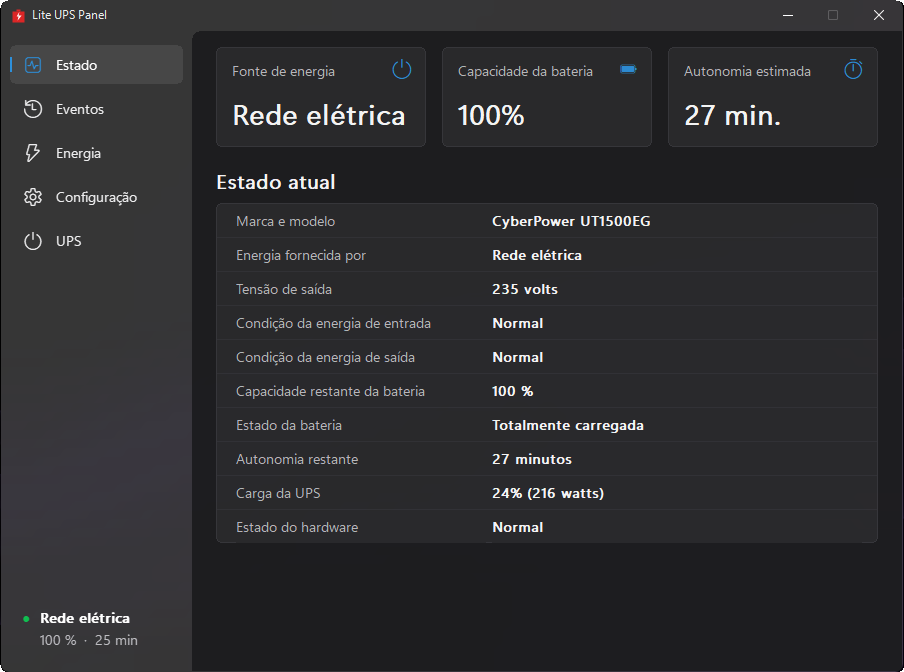 Lite UPS Panel
Estado
Eventos
Energia
Configuração
UPS
Rede elétrica
100 % · 25 min
Fonte de energia
Rede elétrica
Capacidade da bateria
100%
Autonomia estimada
27 min.
Estado atual
Marca e modelo CyberPower UT1500EG
Energia fornecida por Rede elétrica
Tensão de saída 235 volts
Condição da energia de entrada Normal
Condição da energia de saída Normal
Capacidade restante da bateria 100 %
Estado da bateria Totalmente carregada
Autonomia restante 27 minutos
Carga da UPS 24% (216 watts)
Estado do hardware Normal